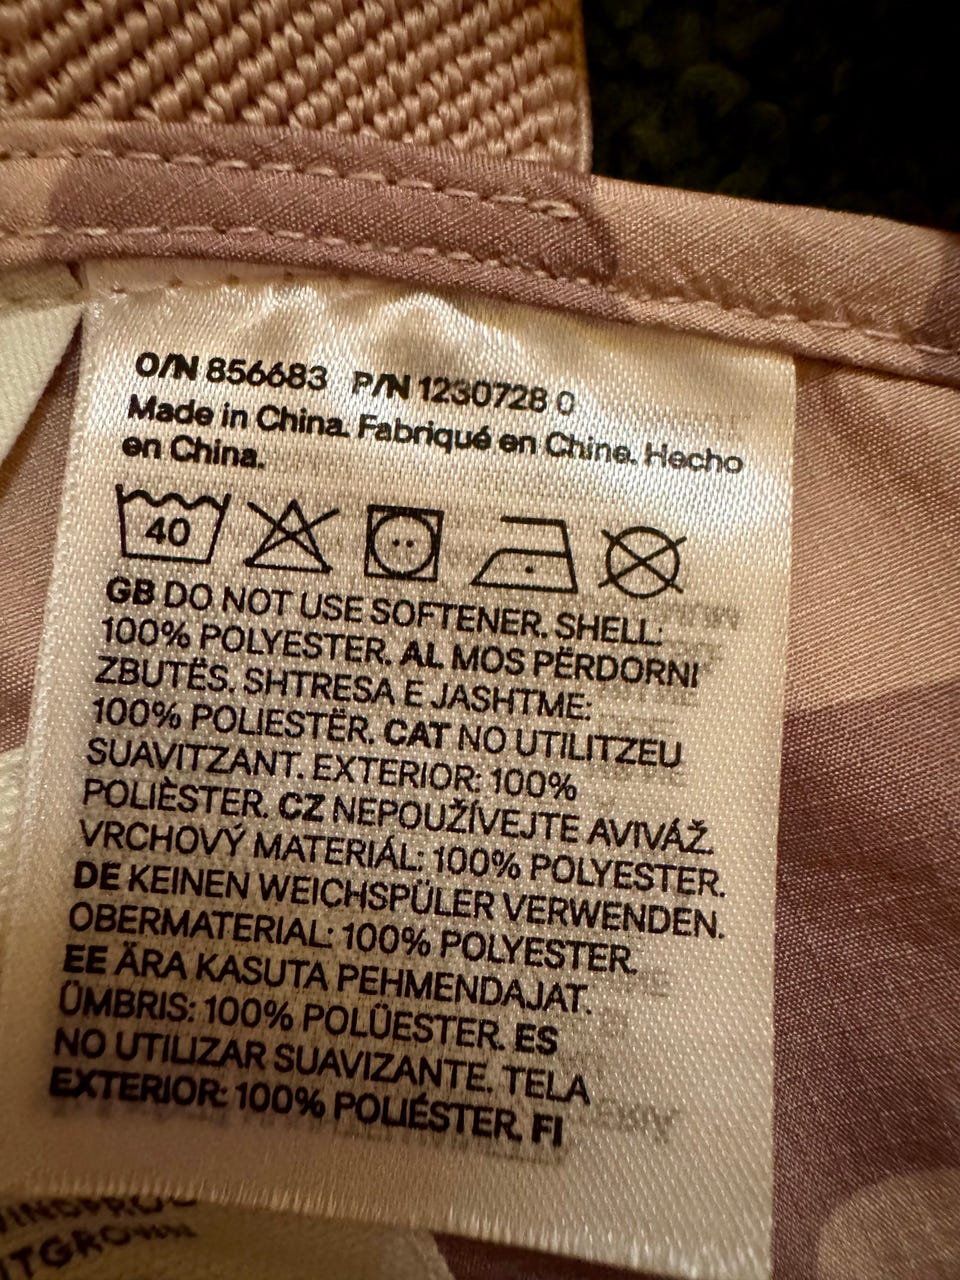 O/N 856683 P/N 1230728 0
Made in China. Fabriqué en Chine. Hecho
en China.
40
GB DO NOT USE SOFTENER. SHELL:
100% POLYESTER. AL MOS PËRDORNI
ZBUTËS. SHTRESA E JASHTME:
100% POLIESTËR. CAT NO UTILITZEU
SUAVITZANT. EXTERIOR: 100%
POLIÈSTER. CZ NEPOUŽÍVEJTE AVIVÁŽ.
VRCHOVÝ MATERIÁL: 100% POLYESTER.
DE KEINEN WEICHSPÜLER VERWENDEN.
OBERMATERIAL: 100% POLYESTER.
EE ÄRA KASUTA PEHMENDAJAT.
ÜMBRIS: 100% POLÜESTER. ES
NO UTILIZAR SUAVIZANTE. TELA
EXTERIOR: 100% POLIÉSTER. FI